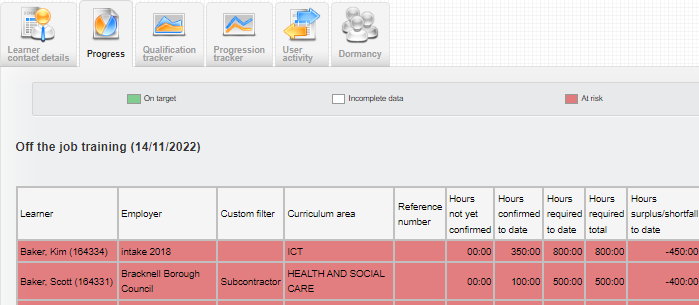 Learner
contact details
Progress
Qualification
tracker
Progression
tracker
User
activity
Dormancy
On target
Incomplete data
At risk
Off the job training (14/11/2022)
Learner
Employer
Custom filter
Curriculum area
Reference
number
Hours
not yet
confirmed
Hours
confirmed
to date
Hours
required
to date
Hours
required
total
Hours
surplus/shortfall
to date
Baker, Kim (164334)
intake 2018
ICT
00:00
350:00
800:00
800:00
-450:00
Baker, Scott (164331)
Bracknell Borough
Council
Subcontractor
HEALTH AND SOCIAL
CARE
00:00
100:00
500:00
500:00
-400:00